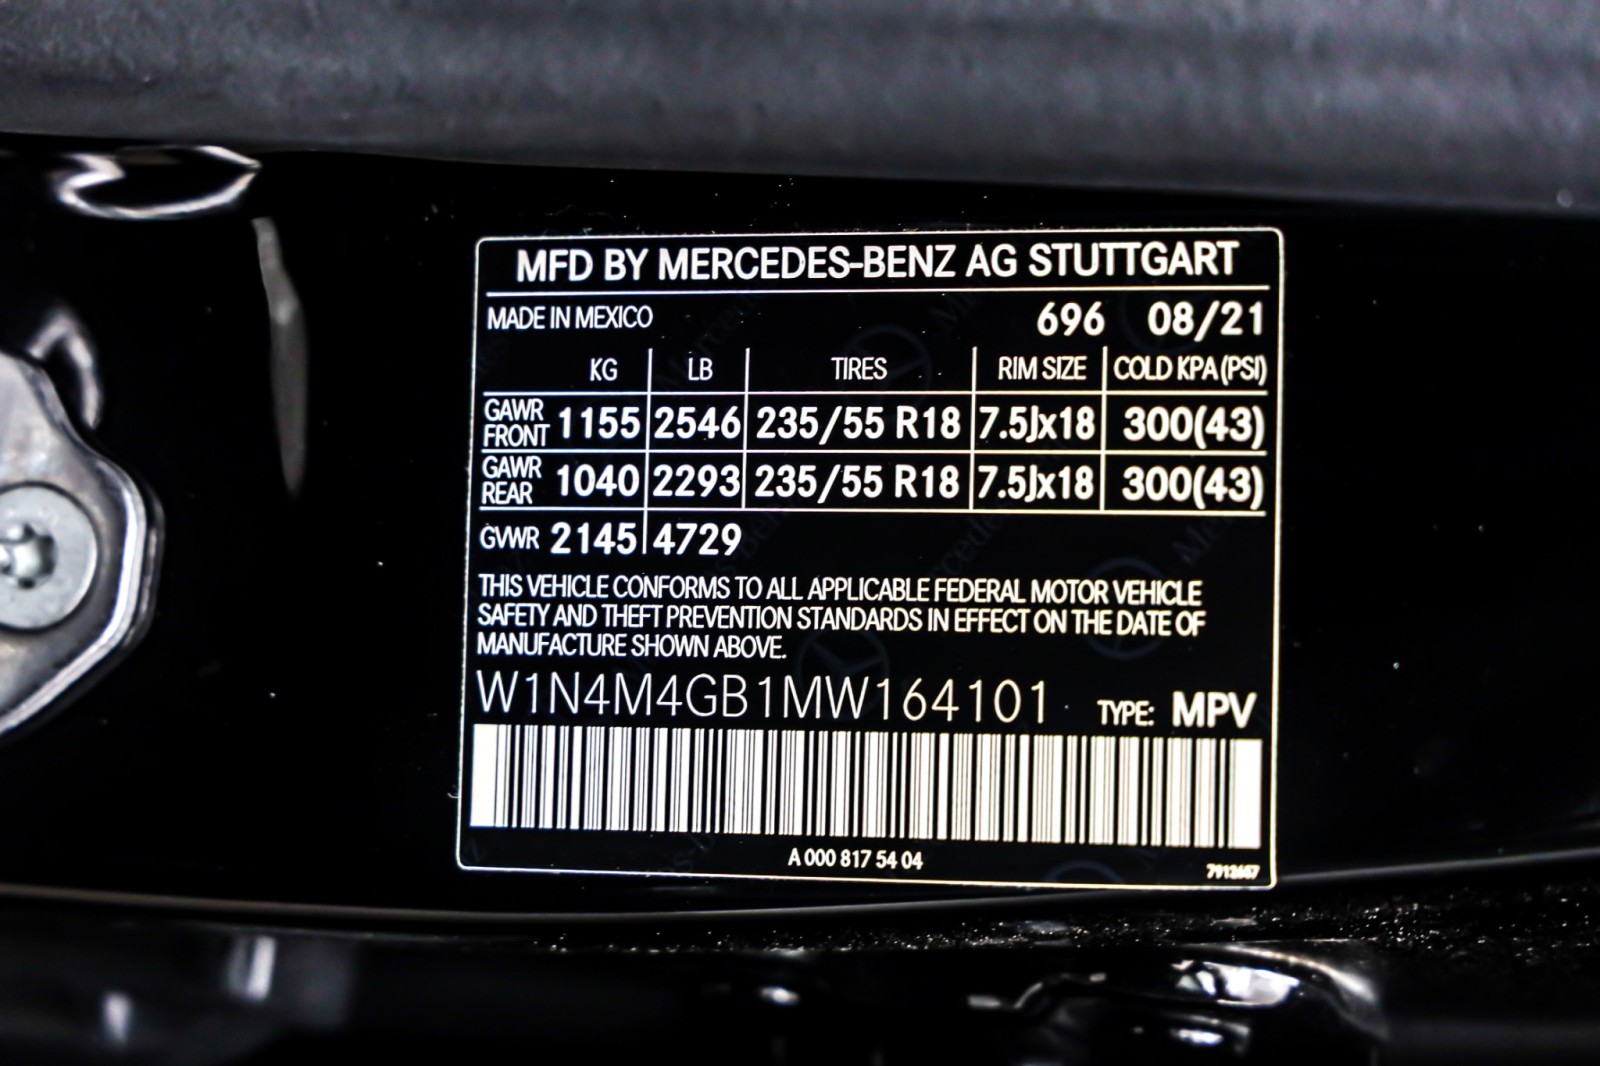 MFD BY MERCEDES-BENZ AG STUTTGART
MADE IN MEXICO 696 08/21
KG LB TIRES RIM SIZE COLD KPA(PSI)
GAWR FRONT 1155 2546 235/55 R18 7.5Jx18 300(43)
GAWR REAR 1040 2293 235/55 R18 7.5Jx18 300(43)
GVWR 2145 4729
THIS VEHICLE CONFORMS TO ALL APPLICABLE FEDERAL MOTOR VEHICLE
SAFETY AND THEFT PREVENTION STANDARDS IN EFFECT ON THE DATE OF
MANUFACTURE SHOWN ABOVE.
W1N4M4GB1MW164101 TYPE: MPV
A 000 817 54 04